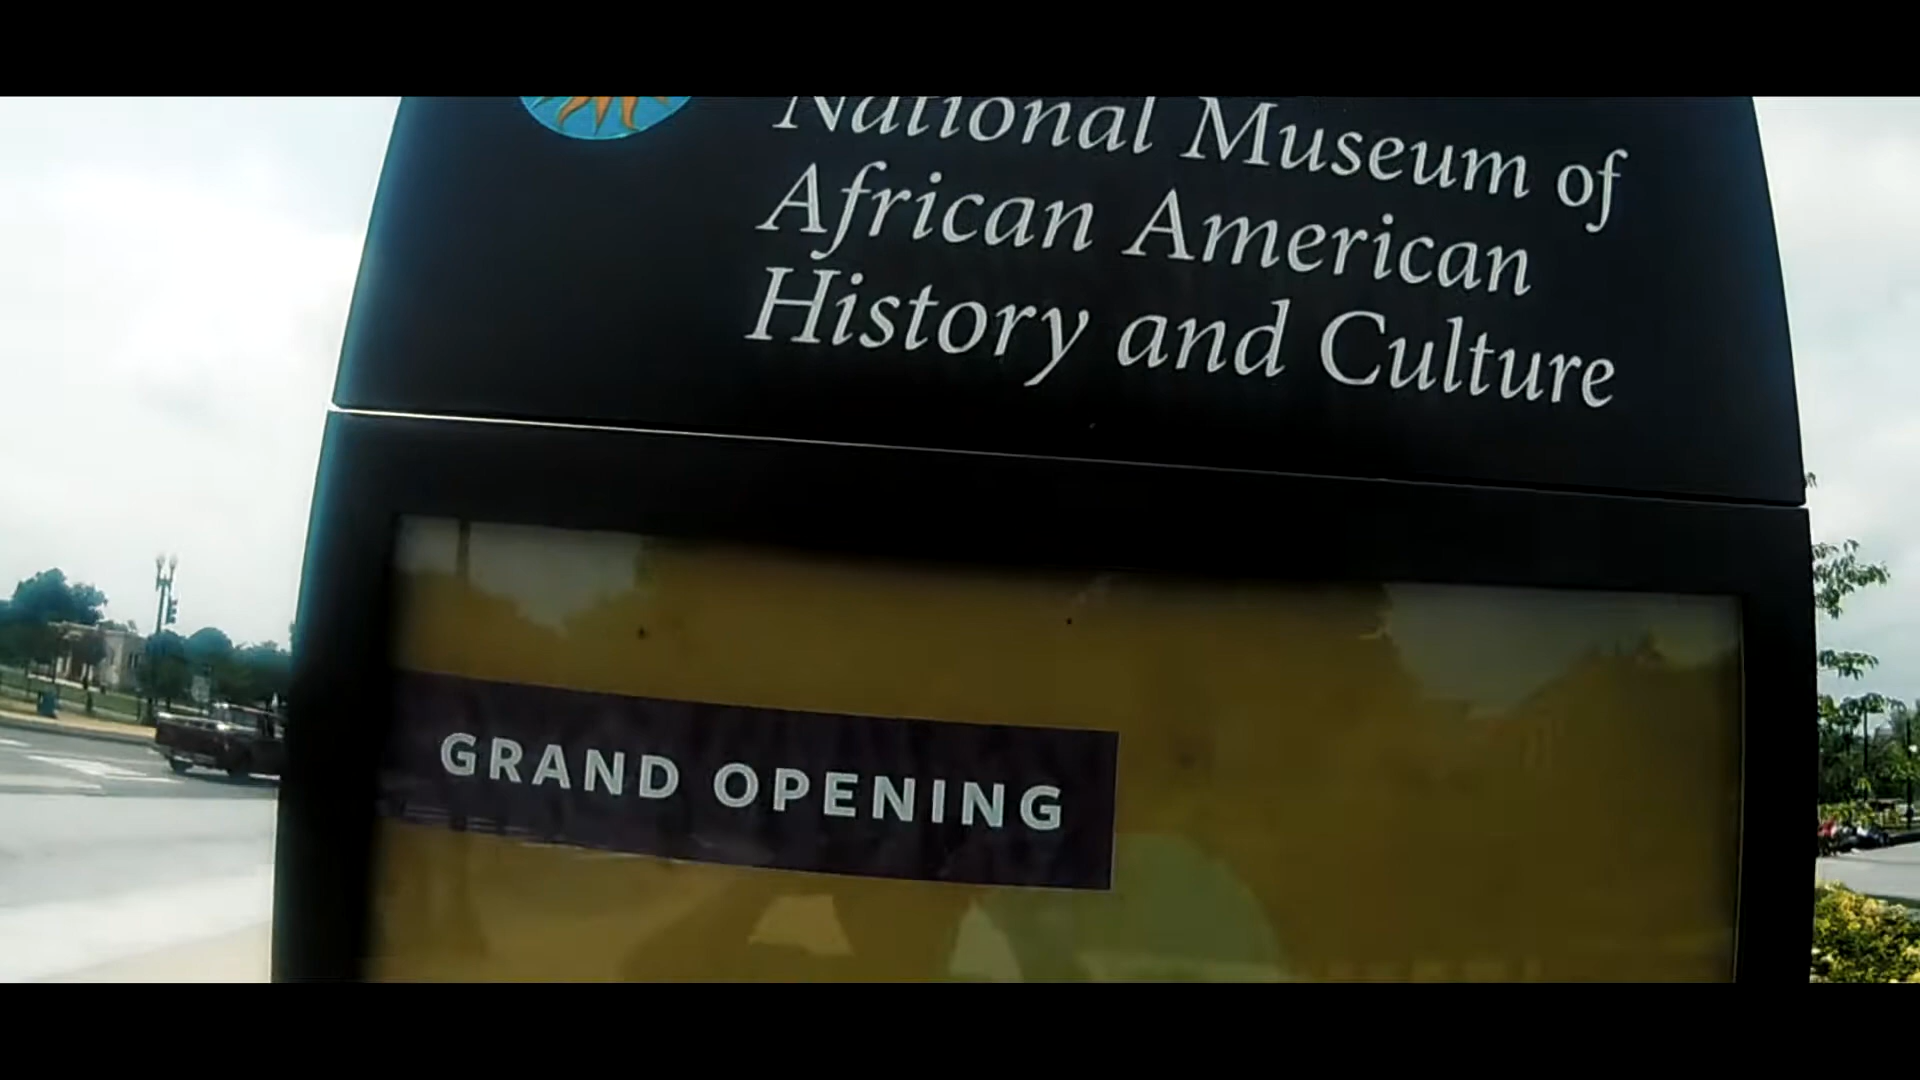 National Museum of
African American
History and Culture
GRAND OPENING